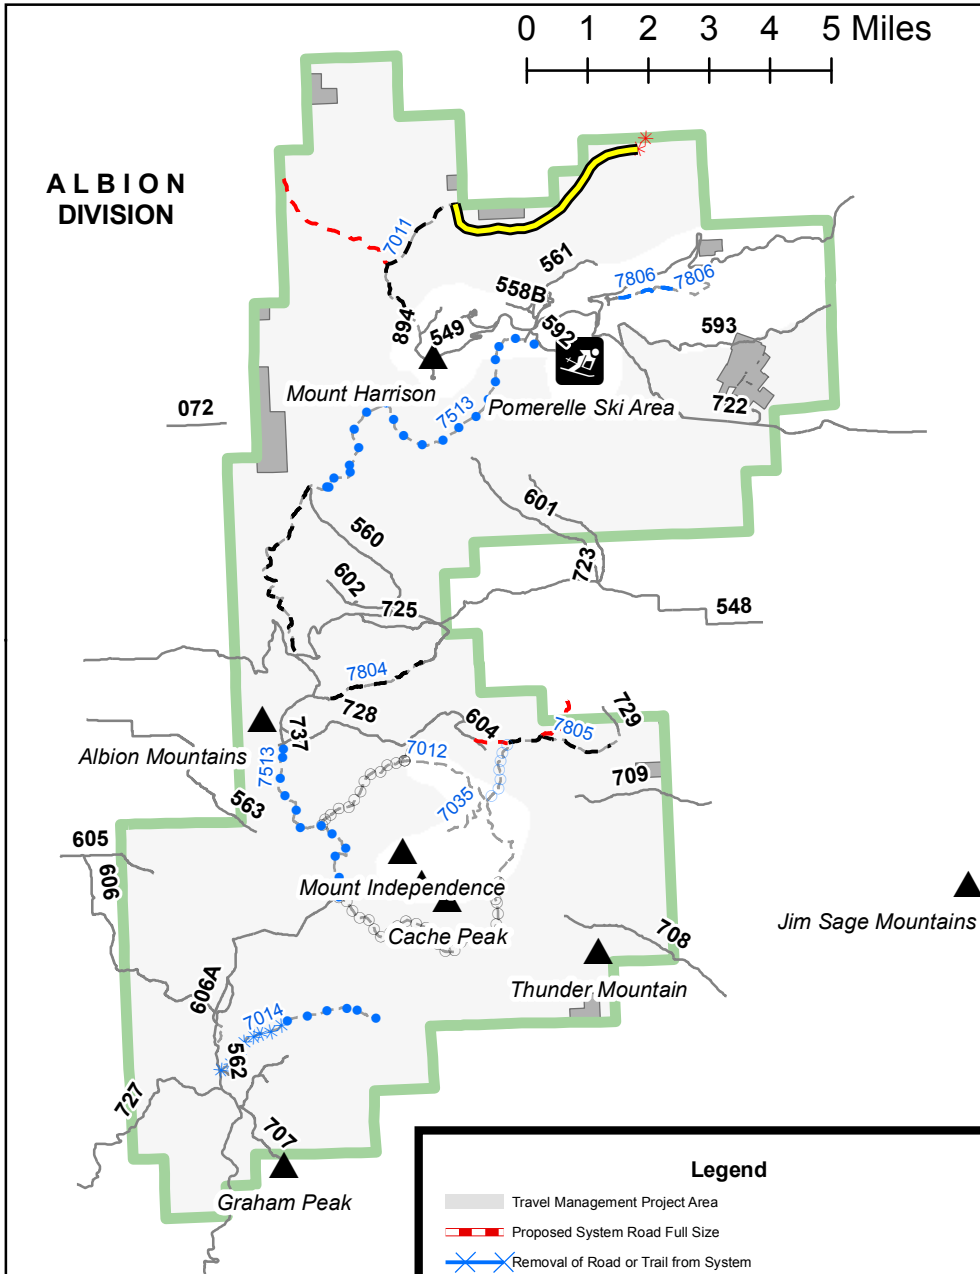 0 1 2 3 4 5 Miles
ALBION
DIVISION
7011
561
558B
7806
7806
894
549
592
593
Mount Harrison
Pomerelle Ski Area
072
7513
722
601
560
723
602
725
548
7804
728
604
729
7805
737
7012
Albion Mountains
7513
709
563
7035
605
606
Mount Independence
Cache Peak
708
Jim Sage Mountains
Thunder Mountain
606A
7014
562
727
707
Graham Peak
Legend
Travel Management Project Area
Proposed System Road Full Size
Removal of Road or Trail from System